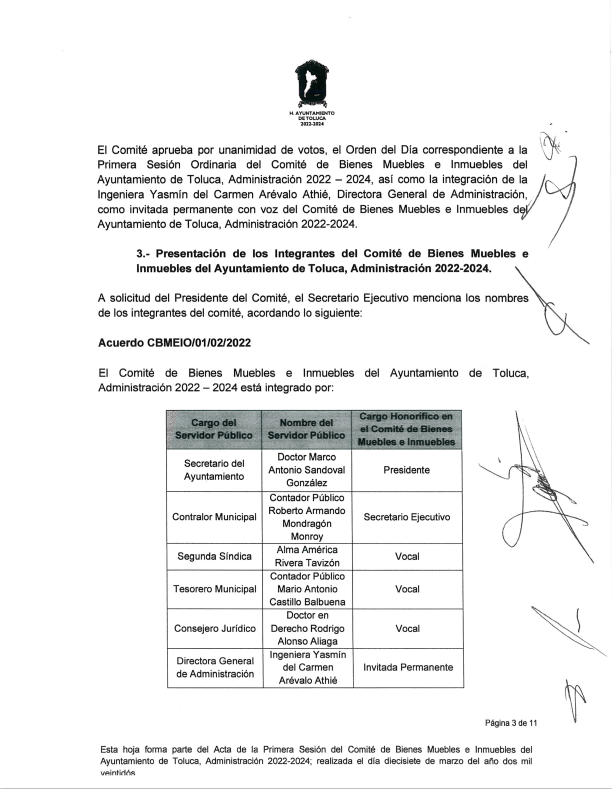 H. AYUNTAMIENTO
DE TOLUCA
2022-2024
El Comité aprueba por unanimidad de votos, el Orden del Día correspondiente a la
Primera Sesión Ordinaria del Comité de Bienes Muebles e Inmuebles del
Ayuntamiento de Toluca, Administración 2022 – 2024, así como la integración de la
Ingeniera Yasmín del Carmen Arévalo Athié, Directora General de Administración,
como invitada permanente con voz del Comité de Bienes Muebles e Inmuebles del
Ayuntamiento de Toluca, Administración 2022-2024.
3.- Presentación de los Integrantes del Comité de Bienes Muebles e
Inmuebles del Ayuntamiento de Toluca, Administración 2022-2024.
A solicitud del Presidente del Comité, el Secretario Ejecutivo menciona los nombres
de los integrantes del comité, acordando lo siguiente:
Acuerdo CBMEIO/01/02/2022
El Comité de Bienes Muebles e Inmuebles del Ayuntamiento de Toluca,
Administración 2022 – 2024 está integrado por:
Cargo del
Servidor Público
Nombre del
Servidor Público
Cargo Honorifico en
el Comité de Bienes
Muebles e Inmuebles
Secretario del
Ayuntamiento
Doctor Marco
Antonio Sandoval
González
Presidente
Contralor Municipal
Contador Público
Roberto Armando
Mondragón
Monroy
Secretario Ejecutivo
Segunda Síndica
Alma América
Rivera Tavizón
Vocal
Tesorero Municipal
Contador Público
Mario Antonio
Castillo Balbuena
Vocal
Consejero Jurídico
Doctor en
Derecho Rodrigo
Alonso Aliaga
Vocal
Directora General
de Administración
Ingeniera Yasmín
del Carmen
Arévalo Athié
Invitada Permanente
Página 3 de 11
Esta hoja forma parte del Acta de la Primera Sesión del Comité de Bienes Muebles e Inmuebles del
Ayuntamiento de Toluca, Administración 2022-2024; realizada el día diecisiete de marzo del año dos mil
veintidós